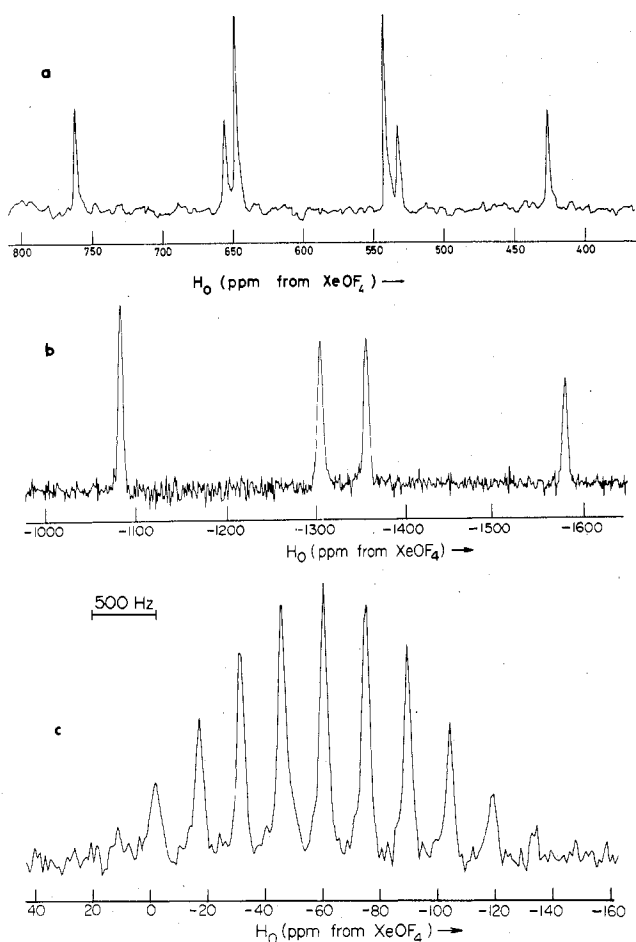 a
800 750 700 650 600 550 500 450 400
H₀ (ppm from XeOF₄) →
b
-1000 -1100 -1200 -1300 -1400 -1500 -1600
H₀ (ppm from XeOF₄) →
500 Hz
c
40 20 0 -20 -40 -60 -80 -100 -120 -140 -160
H₀ (ppm from XeOF₄) →